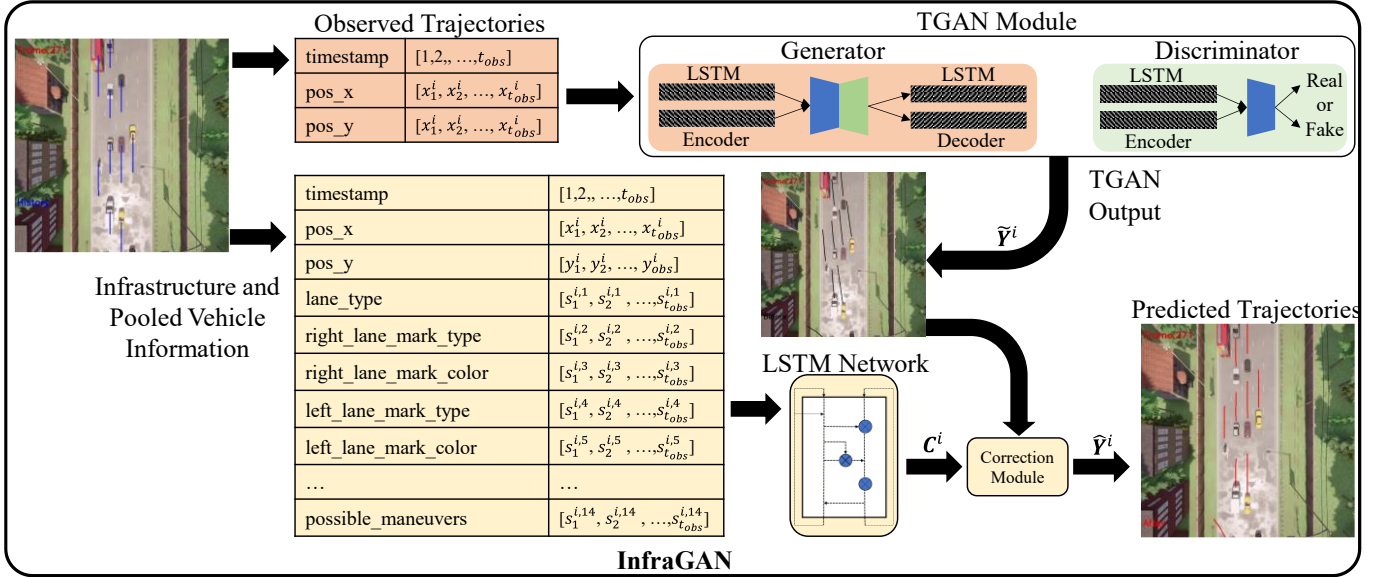 Observed Trajectories
timestamp [1,2,, …,t_obs]
pos_x [x_1^i, x_2^i, …, x_{t_obs}^i]
pos_y [x_1^i, x_2^i, …, x_{t_obs}^i]
TGAN Module
Generator
LSTM
LSTM
Encoder
Decoder
Discriminator
LSTM
Encoder
Real
or
Fake
TGAN
Output
Ỹ^i
History
Infrastructure and
Pooled Vehicle
Information
timestamp [1,2,, …,t_obs]
pos_x [x_1^i, x_2^i, …, x_{t_obs}^i]
pos_y [y_1^i, y_2^i, …, y_{obs}^i]
lane_type [s_1^{i,1}, s_2^{i,1} , …,s_{t_obs}^{i,1}]
right_lane_mark_type [s_1^{i,2}, s_2^{i,2} , …,s_{t_obs}^{i,2}]
right_lane_mark_color [s_1^{i,3}, s_2^{i,3} , …,s_{t_obs}^{i,3}]
left_lane_mark_type [s_1^{i,4}, s_2^{i,4} , …,s_{t_obs}^{i,4}]
left_lane_mark_color [s_1^{i,5}, s_2^{i,5} , …,s_{t_obs}^{i,5}]
… …
possible_maneuvers [s_1^{i,14}, s_2^{i,14} , …,s_{t_obs}^{i,14}]
LSTM Network
C^i
Correction
Module
Ŷ^i
Predicted Trajectories
InfraGAN